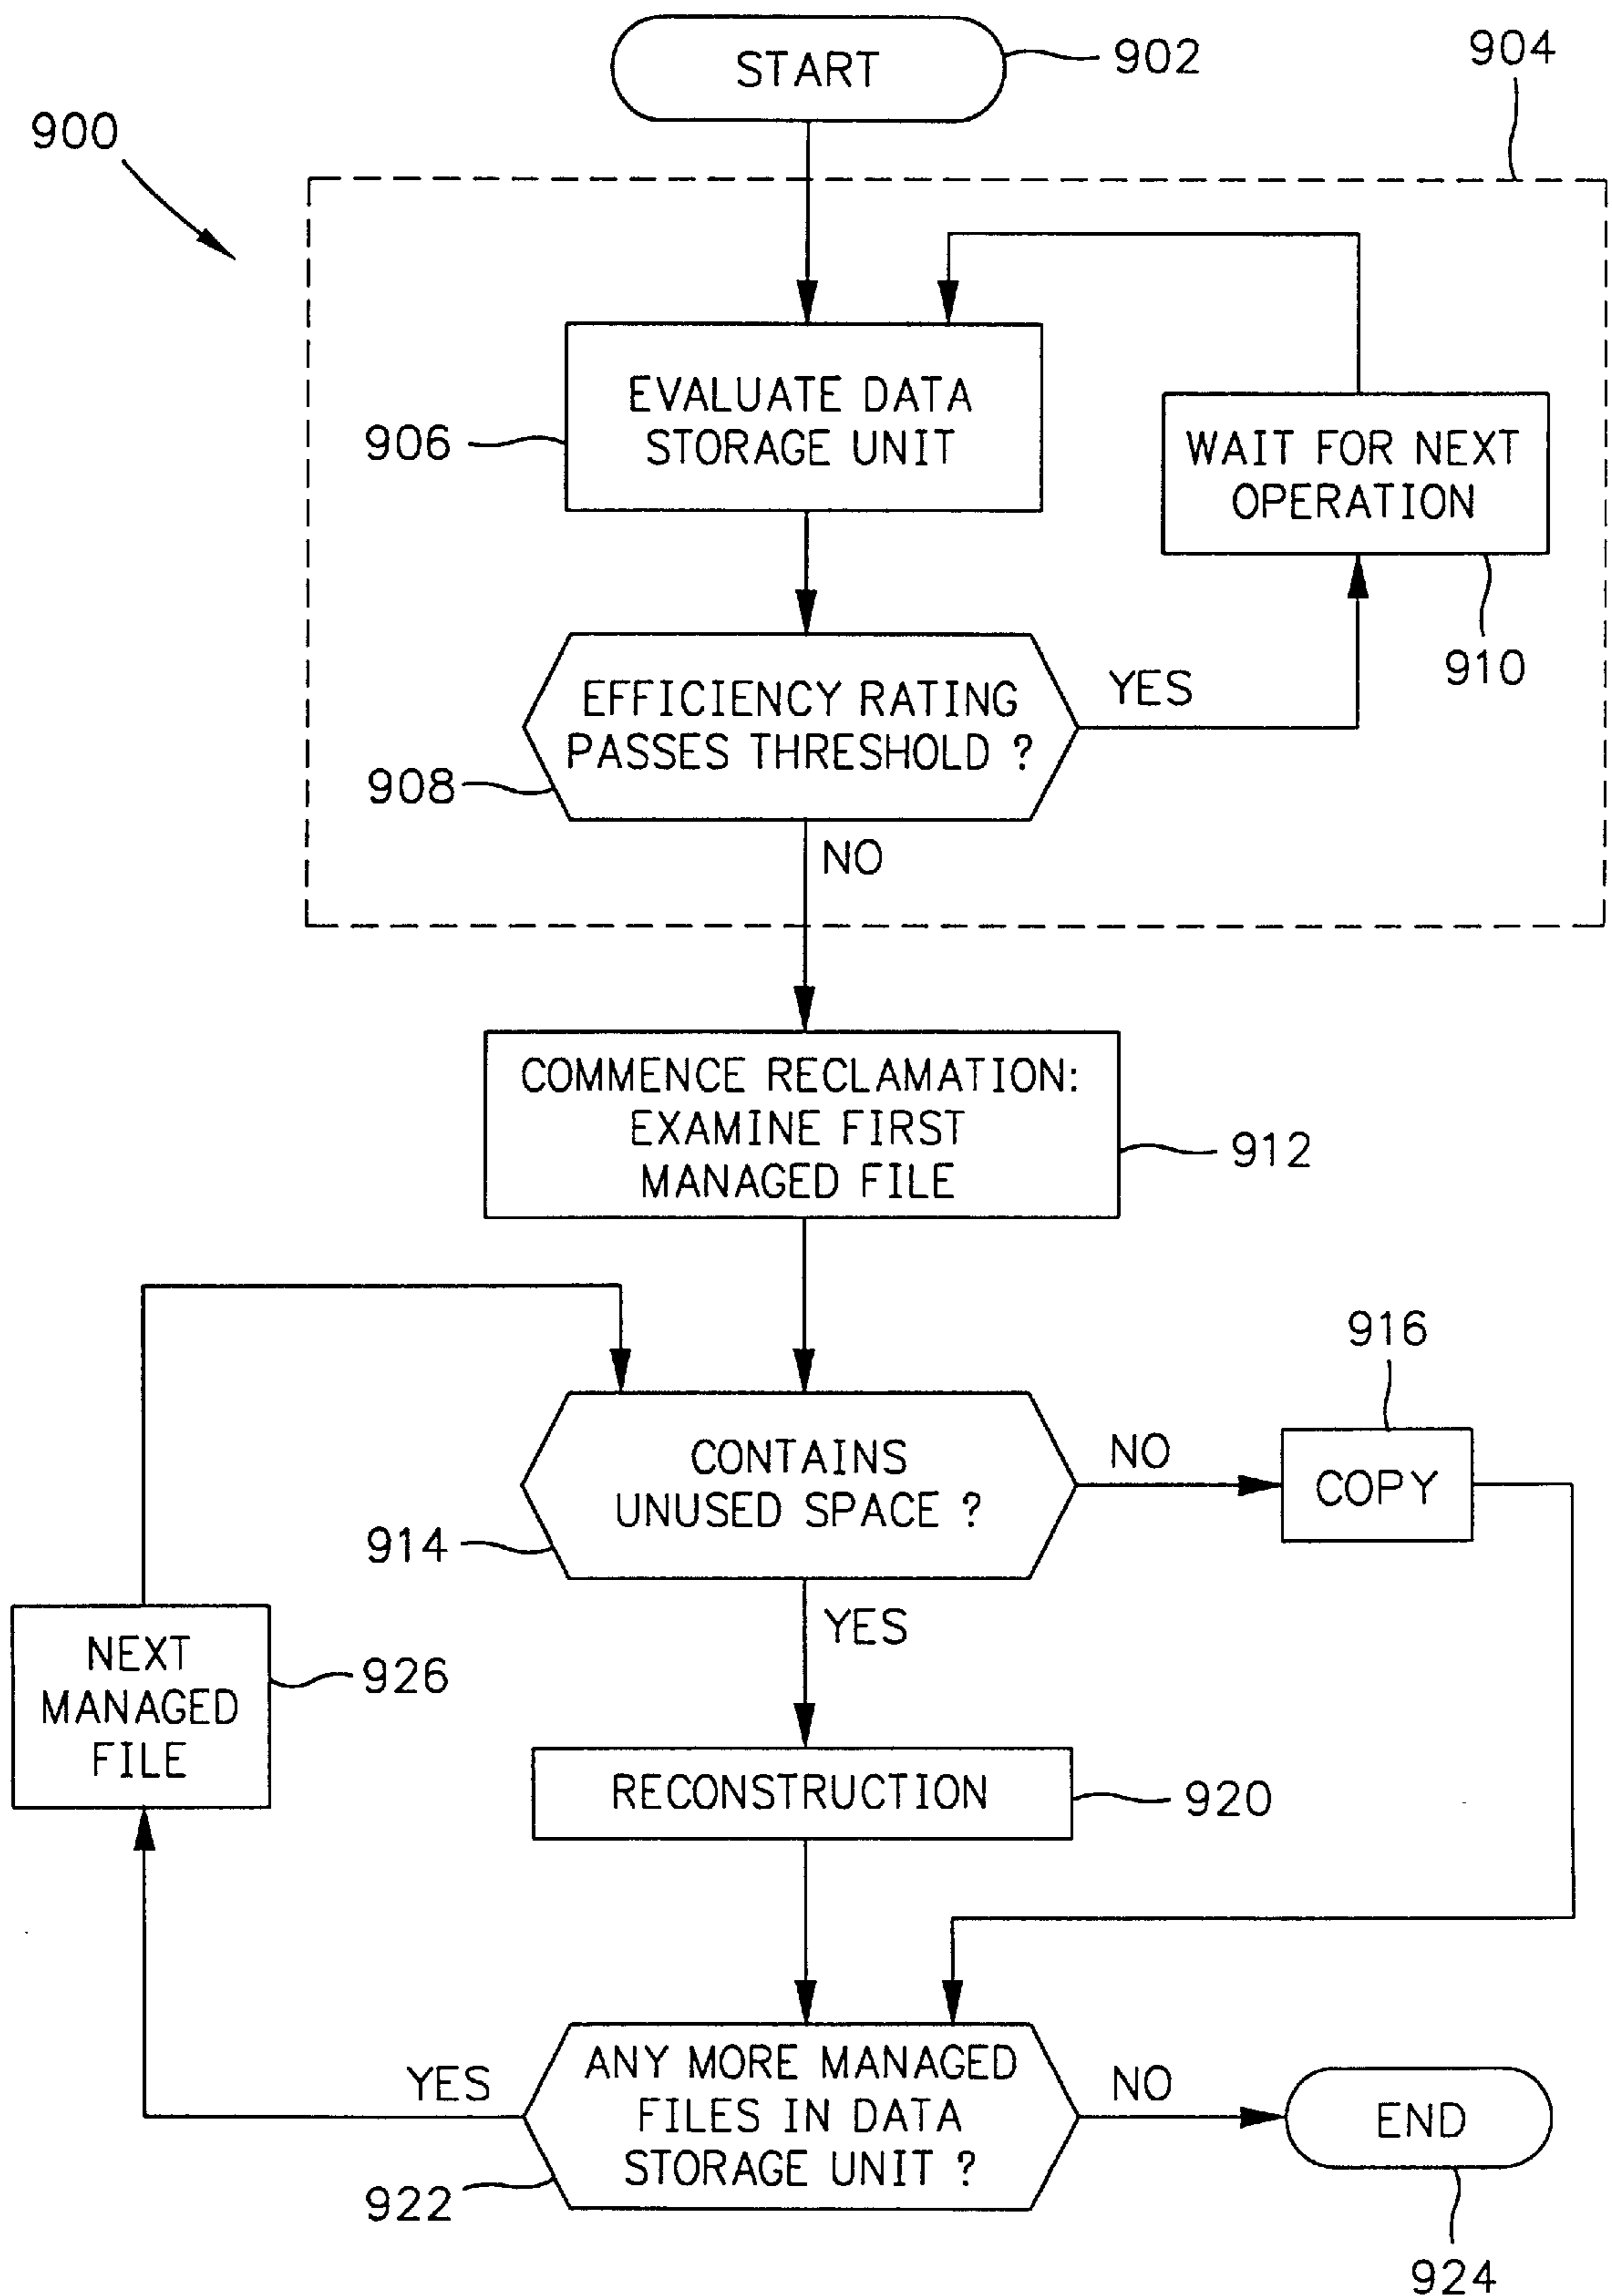 START
902
904
900
EVALUATE DATA
STORAGE UNIT
906
WAIT FOR NEXT
OPERATION
910
EFFICIENCY RATING
PASSES THRESHOLD ?
YES
908
NO
COMMENCE RECLAMATION:
EXAMINE FIRST
MANAGED FILE
912
916
CONTAINS
UNUSED SPACE ?
NO
COPY
914
YES
NEXT
MANAGED
FILE
926
RECONSTRUCTION
920
ANY MORE MANAGED
FILES IN DATA
STORAGE UNIT ?
YES
NO
END
922
924